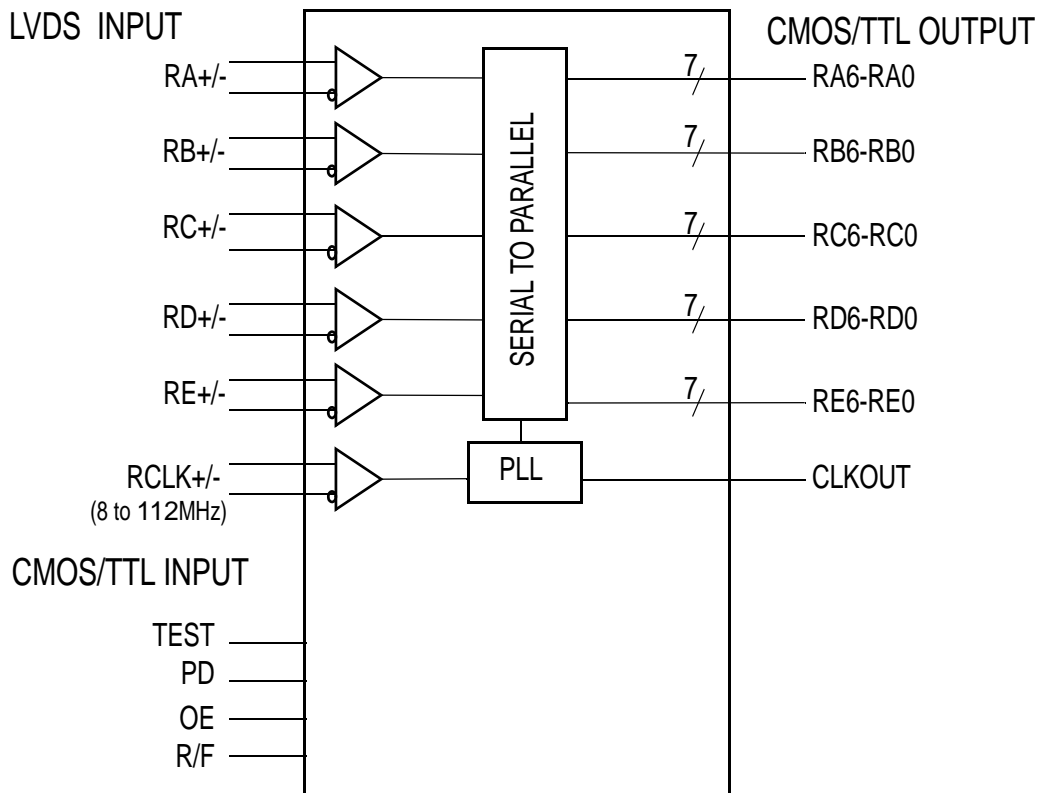 LVDS INPUT
CMOS/TTL OUTPUT
RA+/-
7
RA6-RA0
RB+/-
7
RB6-RB0
RC+/-
7
RC6-RC0
RD+/-
7
RD6-RD0
RE+/-
7
RE6-RE0
SERIAL TO PARALLEL
RCLK+/-
(8 to 112MHz)
PLL
CLKOUT
CMOS/TTL INPUT
TEST
PD
OE
R/F